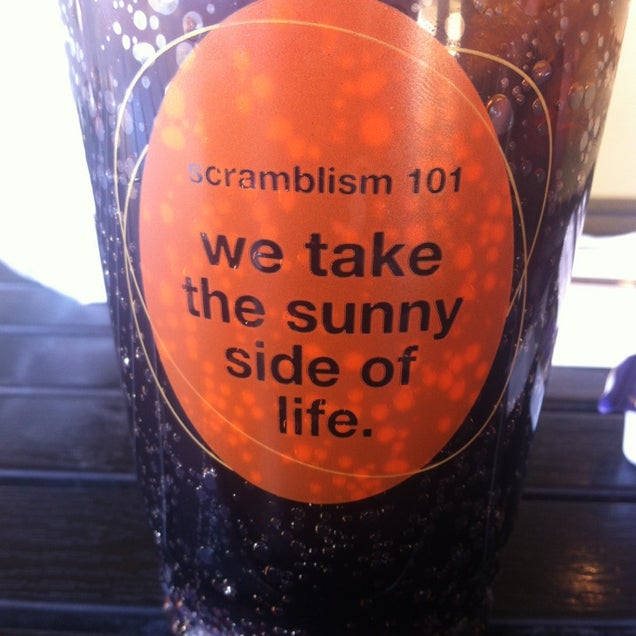 scramblism 101
we take
the sunny
side of
life.